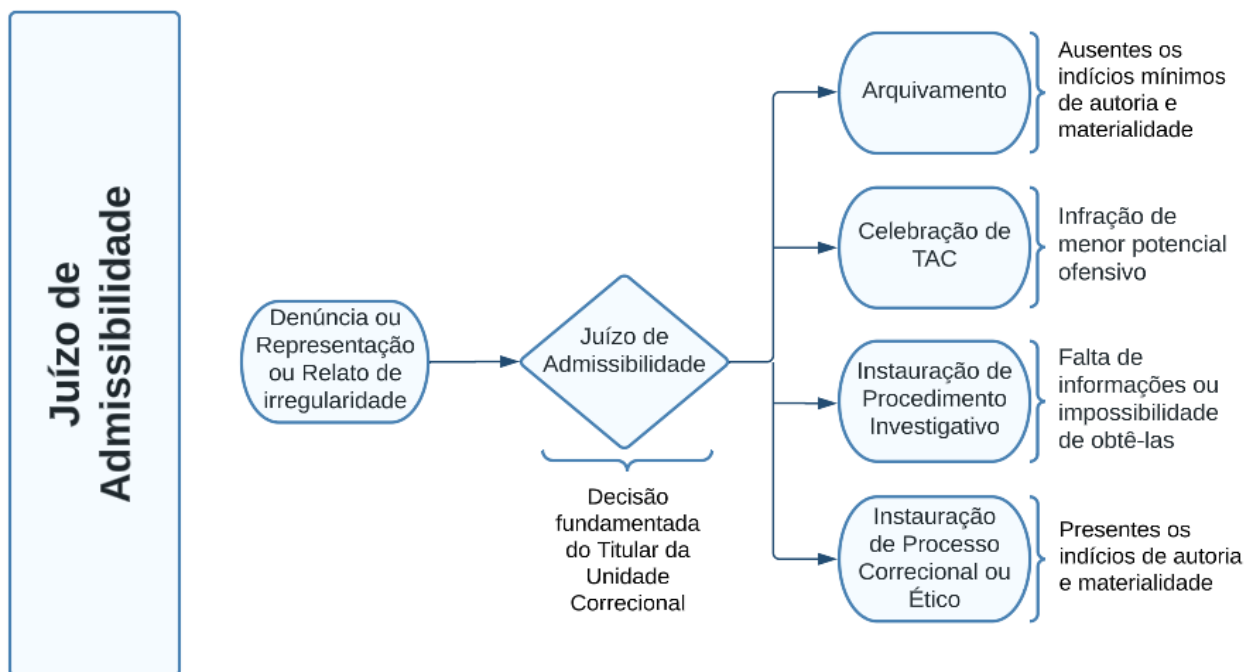 Juízo de
Admissibilidade
Denúncia ou
Representação
ou Relato de
irregularidade
Juízo de
Admissibilidade
Decisão
fundamentada
do Titular da
Unidade
Correcional
Arquivamento
Ausentes os
indícios mínimos
de autoria e
materialidade
Celebração de
TAC
Infração de
menor potencial
ofensivo
Instauração de
Procedimento
Investigativo
Falta de
informações ou
impossibilidade
de obtê-las
Instauração
de Processo
Correcional ou
Ético
Presentes os
indícios de autoria
e materialidade